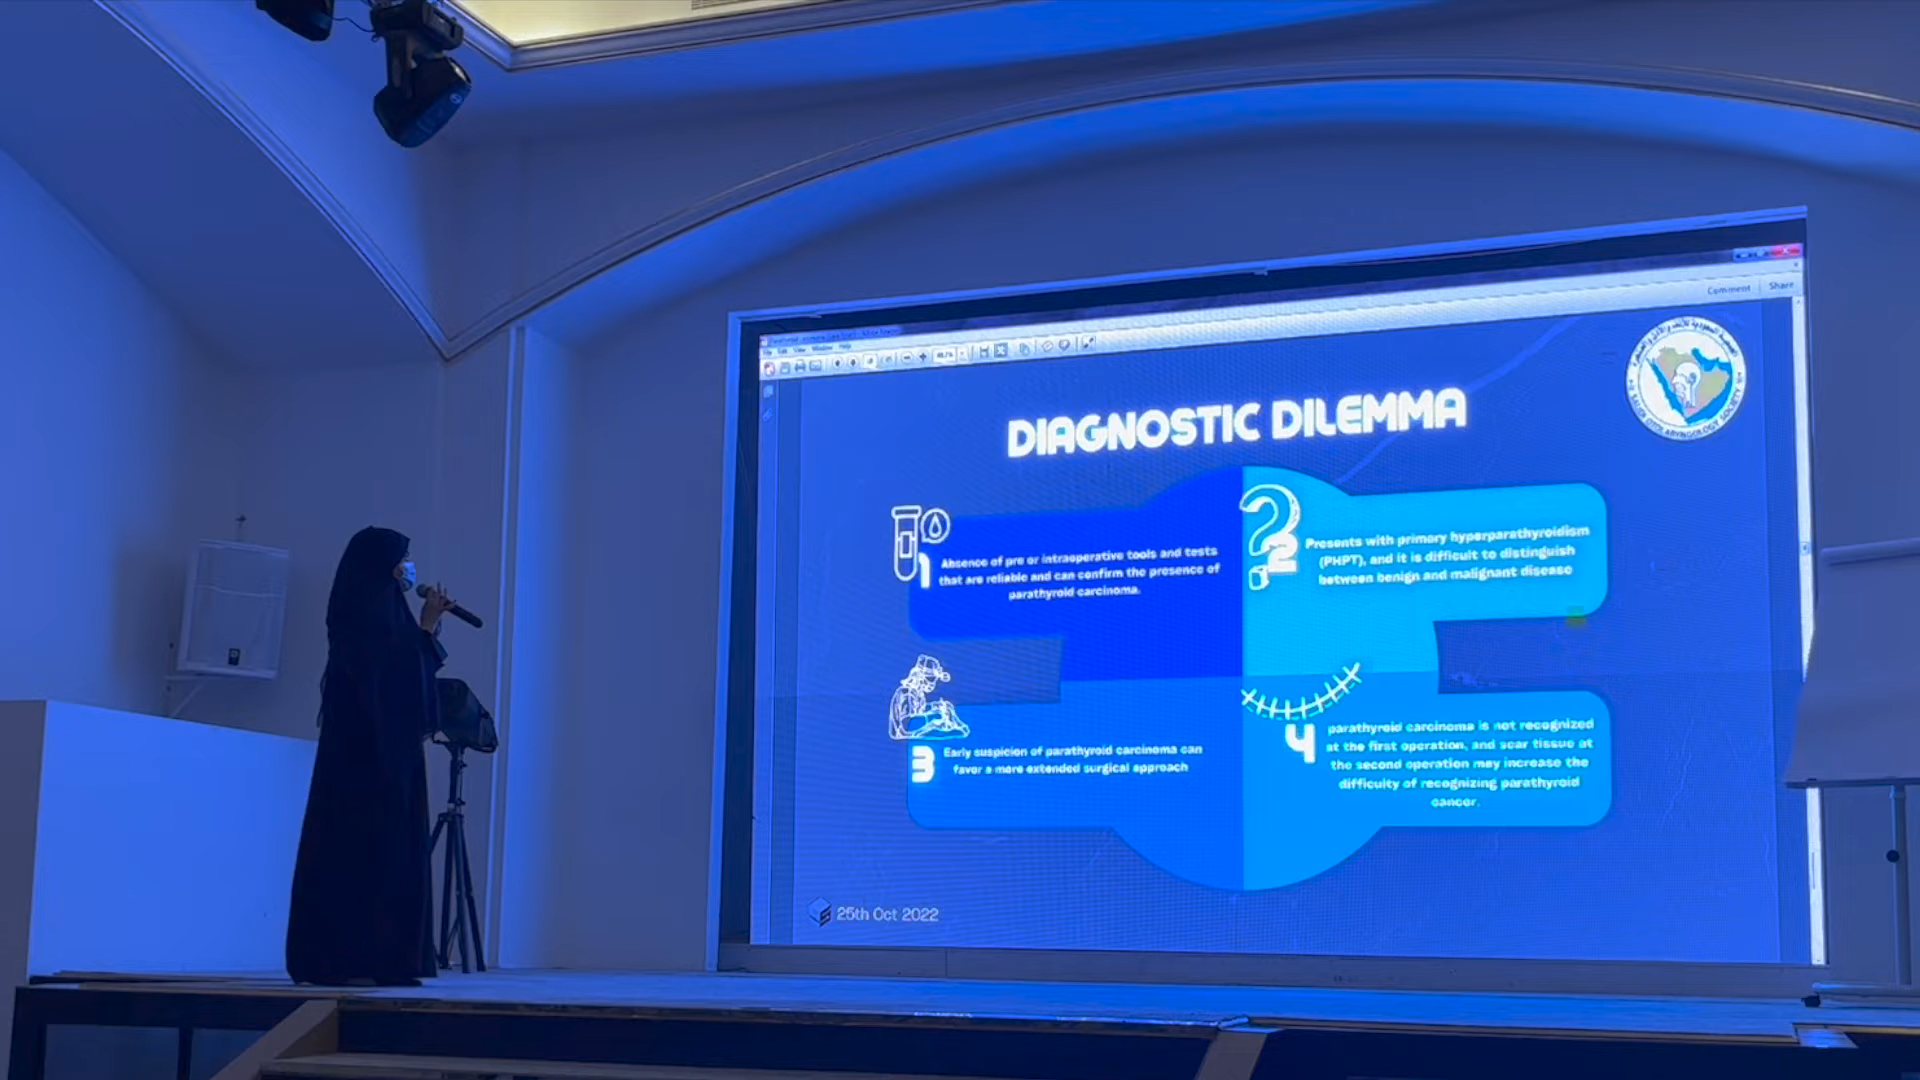 Comment Share
DIAGNOSTIC DILEMMA
SAUDI OTOLARYNGOLOGY SOCIETY
1
Absence of pre or intraoperative tools and tests
that are reliable and can confirm the presence of
parathyroid carcinoma.
2
Presents with primary hyperparathyroidism
(PHPT), and it is difficult to distinguish
between benign and malignant disease
3
Early suspicion of parathyroid carcinoma can
favor a more extended surgical approach
4
parathyroid carcinoma is not recognized
at the first operation, and scar tissue at
the second operation may increase the
difficulty of recognizing parathyroid
cancer.
25th Oct 2022